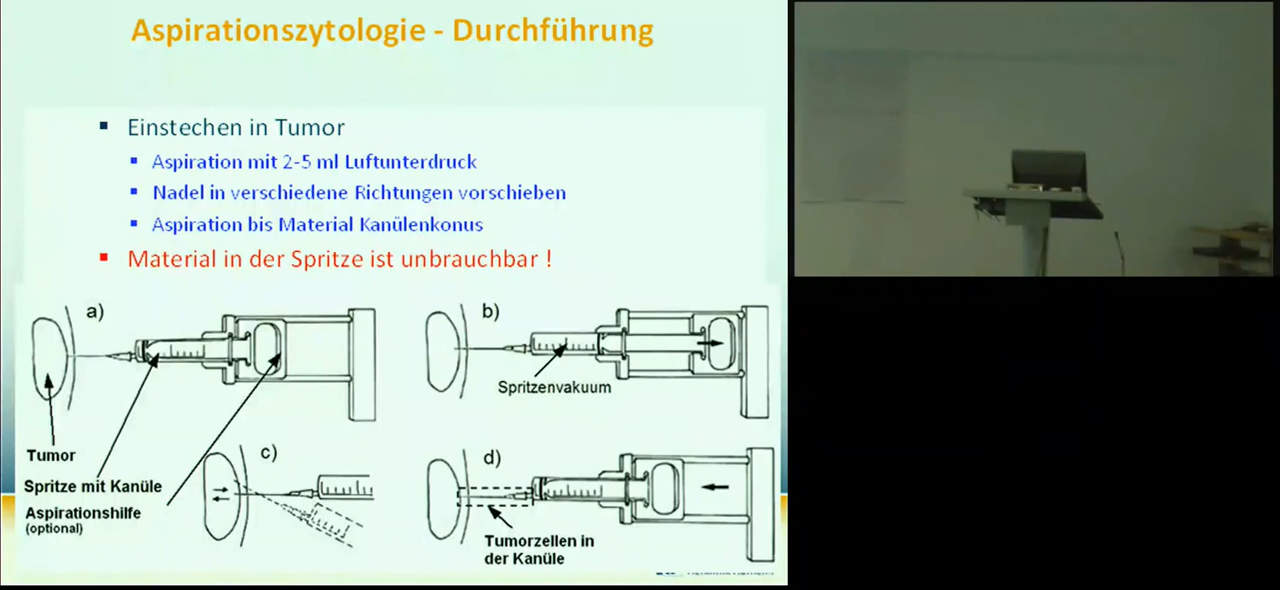 Aspirationszytologie - Durchführung
Einstechen in Tumor
Aspiration mit 2-5 ml Luftunterdruck
Nadel in verschiedene Richtungen vorschieben
Aspiration bis Material Kanülenkonus
Material in der Spritze ist unbrauchbar !
a)
b)
Spritzenvakuum
Tumor
Spritze mit Kanüle
Aspirationshilfe
(optional)
c)
d)
Tumorzellen in
der Kanüle